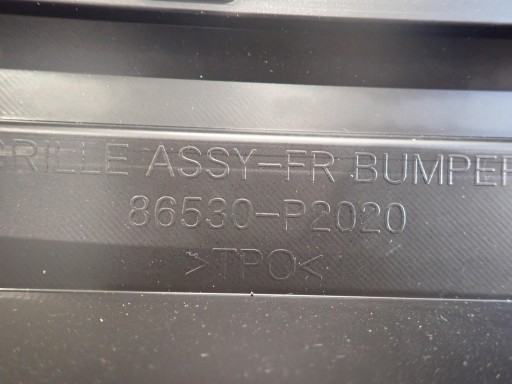 GRILLE ASSY-FR BUMPER
86530-P2020
>TPO<